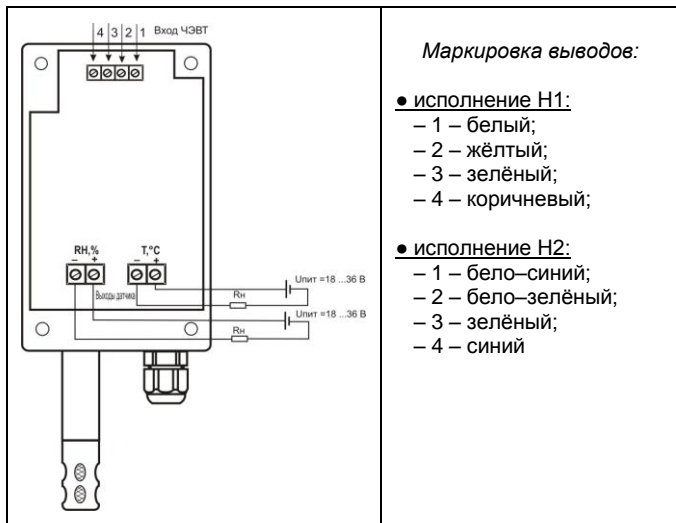 4 3 2 1 Вход ЧЭВТ
RH,% T,°C
– + – +
Выходы датчика
Uпит =18 ...36 В
Rн
Uпит =18 ...36 В
Rн
Маркировка выводов:
● исполнение Н1:
– 1 – белый;
– 2 – жёлтый;
– 3 – зелёный;
– 4 – коричневый;
● исполнение Н2:
– 1 – бело–синий;
– 2 – бело–зелёный;
– 3 – зелёный;
– 4 – синий